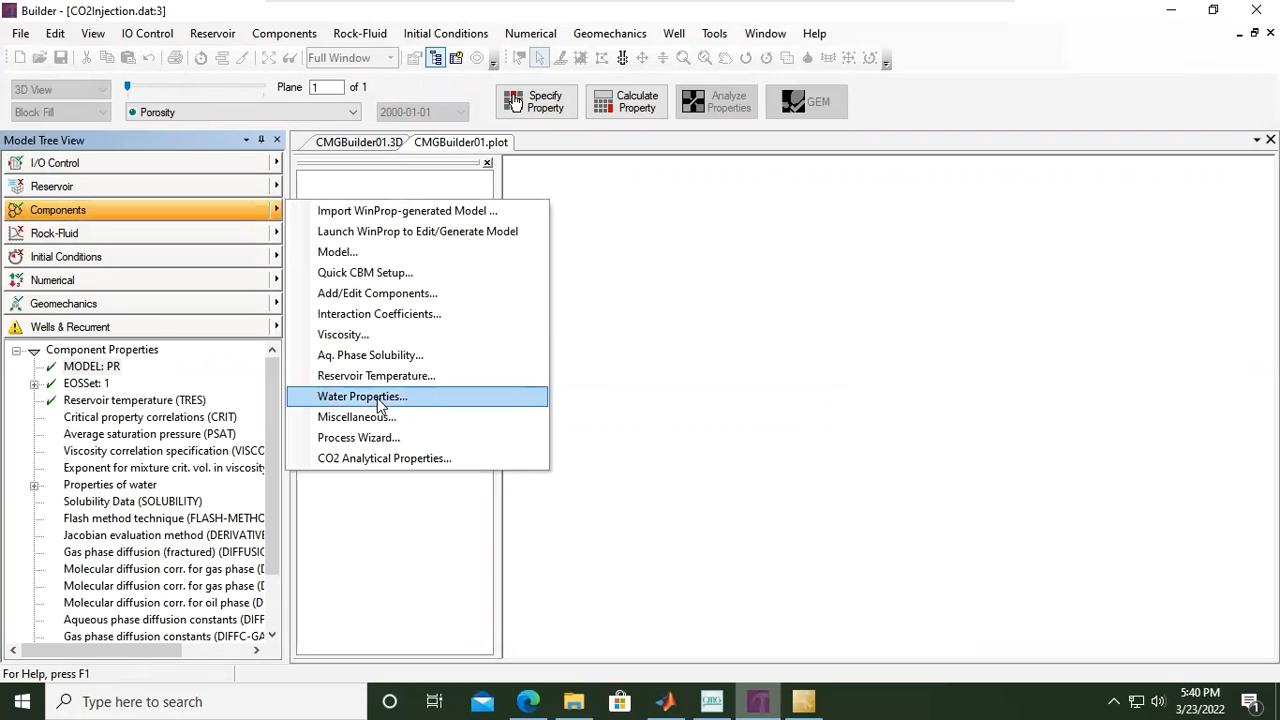 Builder - [CO2Injection.dat:3]
File Edit View IO Control Reservoir Components Rock-Fluid Initial Conditions Numerical Geomechanics Well Tools Window Help
Full Window
3D View Plane 1 of 1
Block Fill Porosity 2000-01-01
Specify Property
Calculate Property
Analyze Properties
GEM
Model Tree View
CMGBuilder01.3D CMGBuilder01.plot
I/O Control
Reservoir
Components
Rock-Fluid
Initial Conditions
Numerical
Geomechanics
Wells & Recurrent
Component Properties
MODEL: PR
EOSSet: 1
Reservoir temperature (TRES)
Critical property correlations (CRIT)
Average saturation pressure (PSAT)
Viscosity correlation specification (VISCO
Exponent for mixture crit. vol. in viscosity
Properties of water
Solubility Data (SOLUBILITY)
Flash method technique (FLASH-METHO
Jacobian evaluation method (DERIVATIVE
Gas phase diffusion (fractured) (DIFFUSIO
Molecular diffusion corr. for gas phase (D
Molecular diffusion corr. for gas phase (D
Molecular diffusion corr. for oil phase (D
Aqueous phase diffusion constants (DIFF
Gas phase diffusion constants (DIFFC-GA
Import WinProp-generated Model ...
Launch WinProp to Edit/Generate Model
Model...
Quick CBM Setup...
Add/Edit Components...
Interaction Coefficients...
Viscosity...
Aq. Phase Solubility...
Reservoir Temperature...
Water Properties...
Miscellaneous...
Process Wizard...
CO2 Analytical Properties...
For Help, press F1
Type here to search
5:40 PM
3/23/2022